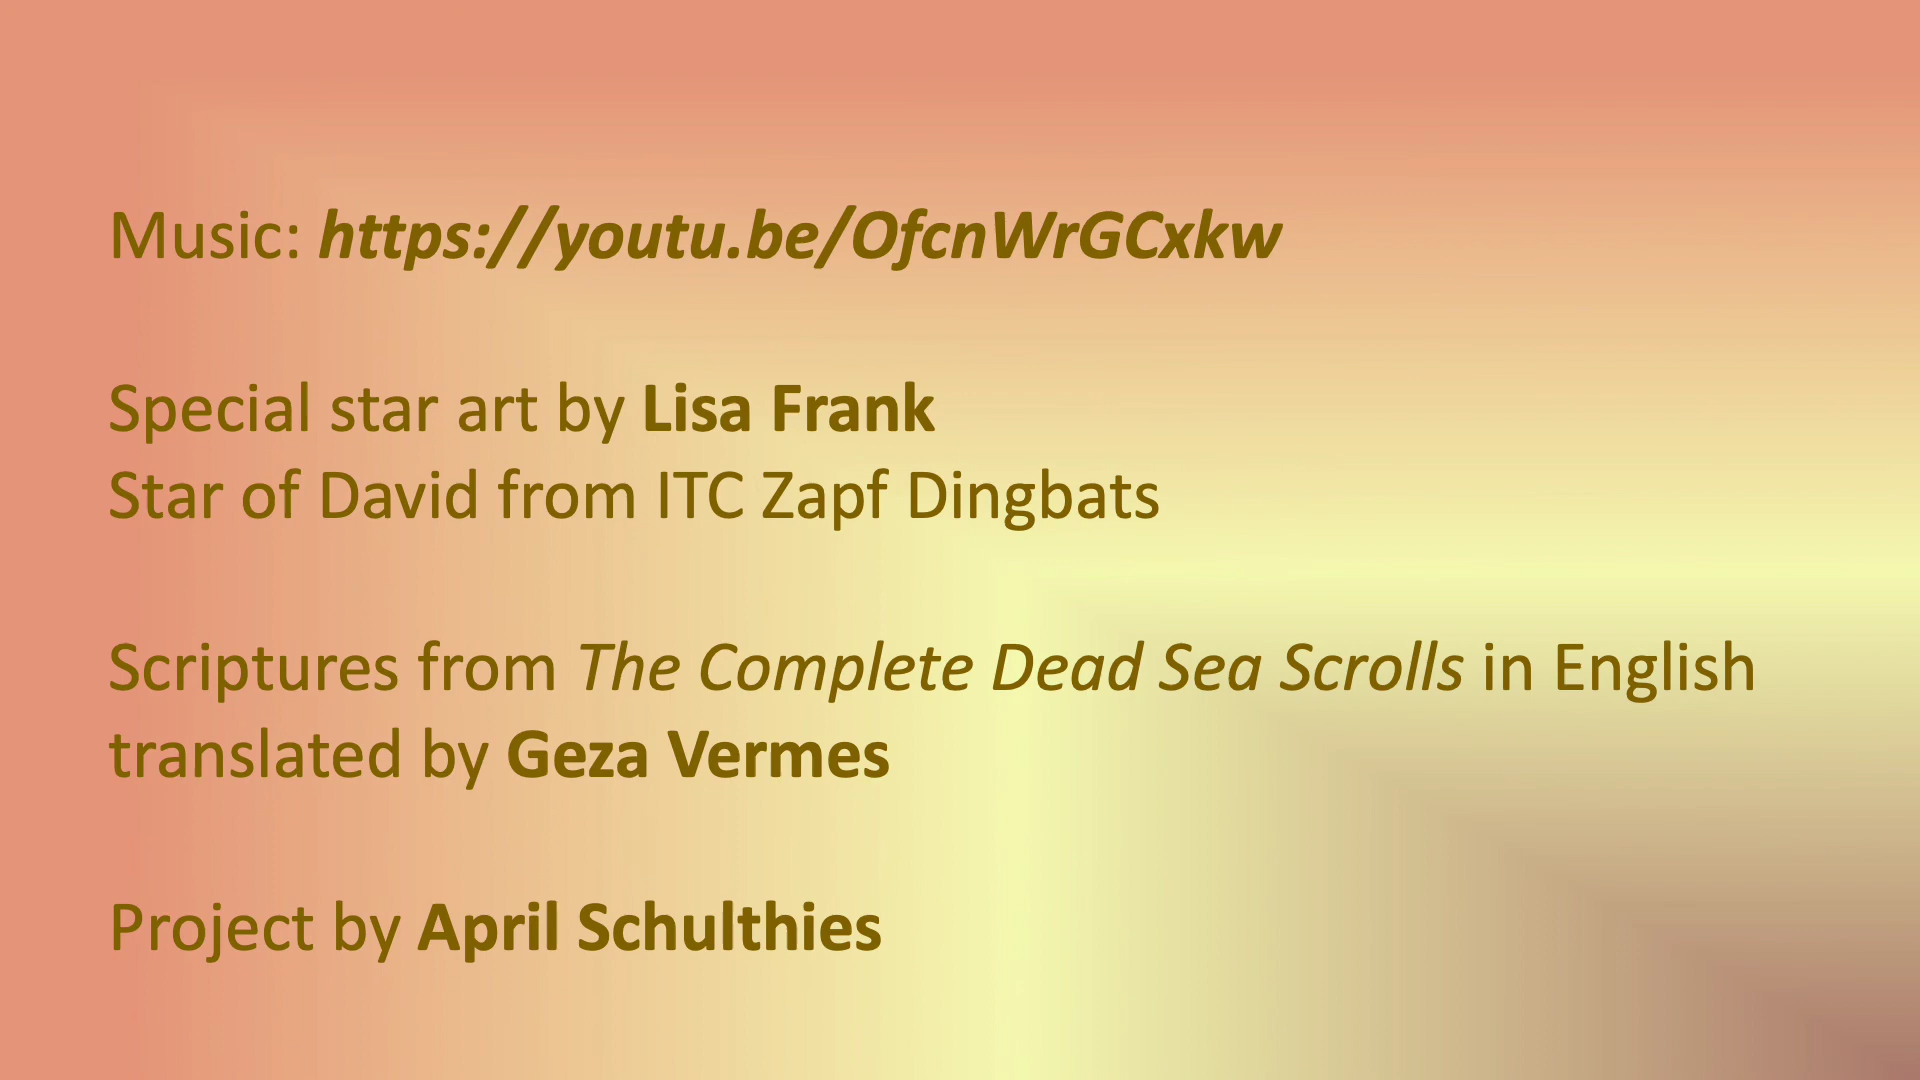 Music: https://youtu.be/OfcnWrGCxkw
Special star art by Lisa Frank
Star of David from ITC Zapf Dingbats
Scriptures from The Complete Dead Sea Scrolls in English
translated by Geza Vermes
Project by April Schulthies